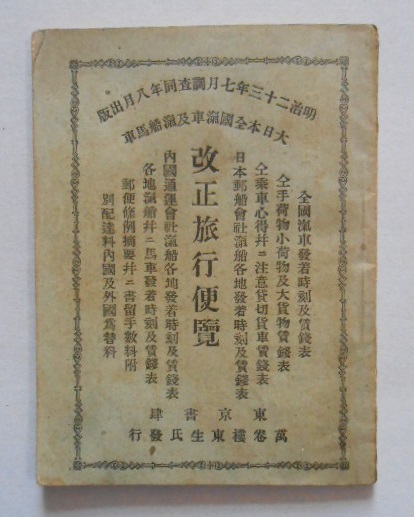 明治二十三年七月調査同年八月出版
大日本全國滊車及滊船馬車
全國滊車發着時刻及賃錢表
仝手荷物小荷物及大貨物賃錢表
仝乗車心得并ニ注意貸切貨車賃錢表
日本郵船會社滊船各地發着時刻及賃錢表
改正旅行便覽
內國通運會社滊船各地發着時刻及賃錢表
各地滊船并ニ馬車發着時刻及賃錢表
郵便條例摘要并ニ書留手數料附
別配達料內國及外國爲替料
東京書肆
萬卷樓東生氏發行